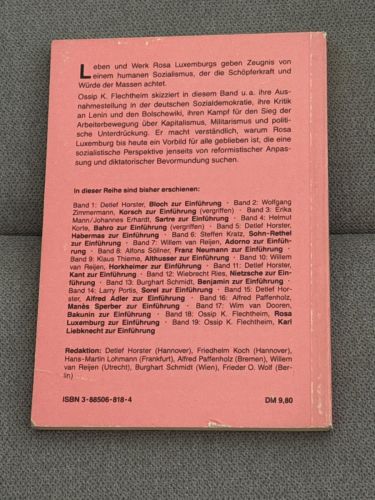 Leben und Werk Rosa Luxemburgs geben Zeugnis von
einem humanen Sozialismus, der die Schöpferkraft und
Würde der Massen achtet.
Ossip K. Flechtheim skizziert in diesem Band u. a. ihre Aus-
nahmestellung in der deutschen Sozialdemokratie, ihre Kritik
an Lenin und den Bolschewiki, ihren Kampf für den Sieg der
Arbeiterbewegung über Kapitalismus, Militarismus und politi-
sche Unterdrückung. Er macht verständlich, warum Rosa
Luxemburg bis heute ein Vorbild für alle geblieben ist, die eine
sozialistische Perspektive jenseits von reformistischer Anpas-
sung und diktatorischer Bevormundung suchen.
In dieser Reihe sind bisher erschienen:
Band 1: Detlef Horster, Bloch zur Einführung · Band 2: Wolfgang
Zimmermann, Korsch zur Einführung (vergriffen) · Band 3: Erika
Mann/Johannes Erhardt, Sartre zur Einführung · Band 4: Helmut
Korte, Bahro zur Einführung (vergriffen) · Band 5: Detlef Horster,
Habermas zur Einführung · Band 6: Steffen Kratz, Sohn-Rethel
zur Einführung · Band 7: Willem van Reijen, Adorno zur Einfüh-
rung · Band 8: Alfons Söllner, Franz Neumann zur Einführung ·
Band 9: Klaus Thieme, Althusser zur Einführung · Band 10: Willem
van Reijen, Horkheimer zur Einführung · Band 11: Detlef Horster,
Kant zur Einführung · Band 12: Wiebrecht Ries, Nietzsche zur Ein-
führung · Band 13: Burghart Schmidt, Benjamin zur Einführung ·
Band 14: Larry Portis, Sorel zur Einführung · Band 15: Detlef Hor-
ster, Alfred Adler zur Einführung · Band 16: Alfred Paffenholz,
Manès Sperber zur Einführung · Band 17: Wim van Dooren,
Bakunin zur Einführung · Band 18: Ossip K. Flechtheim, Rosa
Luxemburg zur Einführung · Band 19: Ossip K. Flechtheim, Karl
Liebknecht zur Einführung
Redaktion: Detlef Horster (Hannover), Friedhelm Koch (Hannover),
Hans-Martin Lohmann (Frankfurt), Alfred Paffenholz (Bremen), Willem
van Reijen (Utrecht), Burghart Schmidt (Wien), Frieder O. Wolf (Ber-
lin)
ISBN 3-88506-818-4 DM 9,80